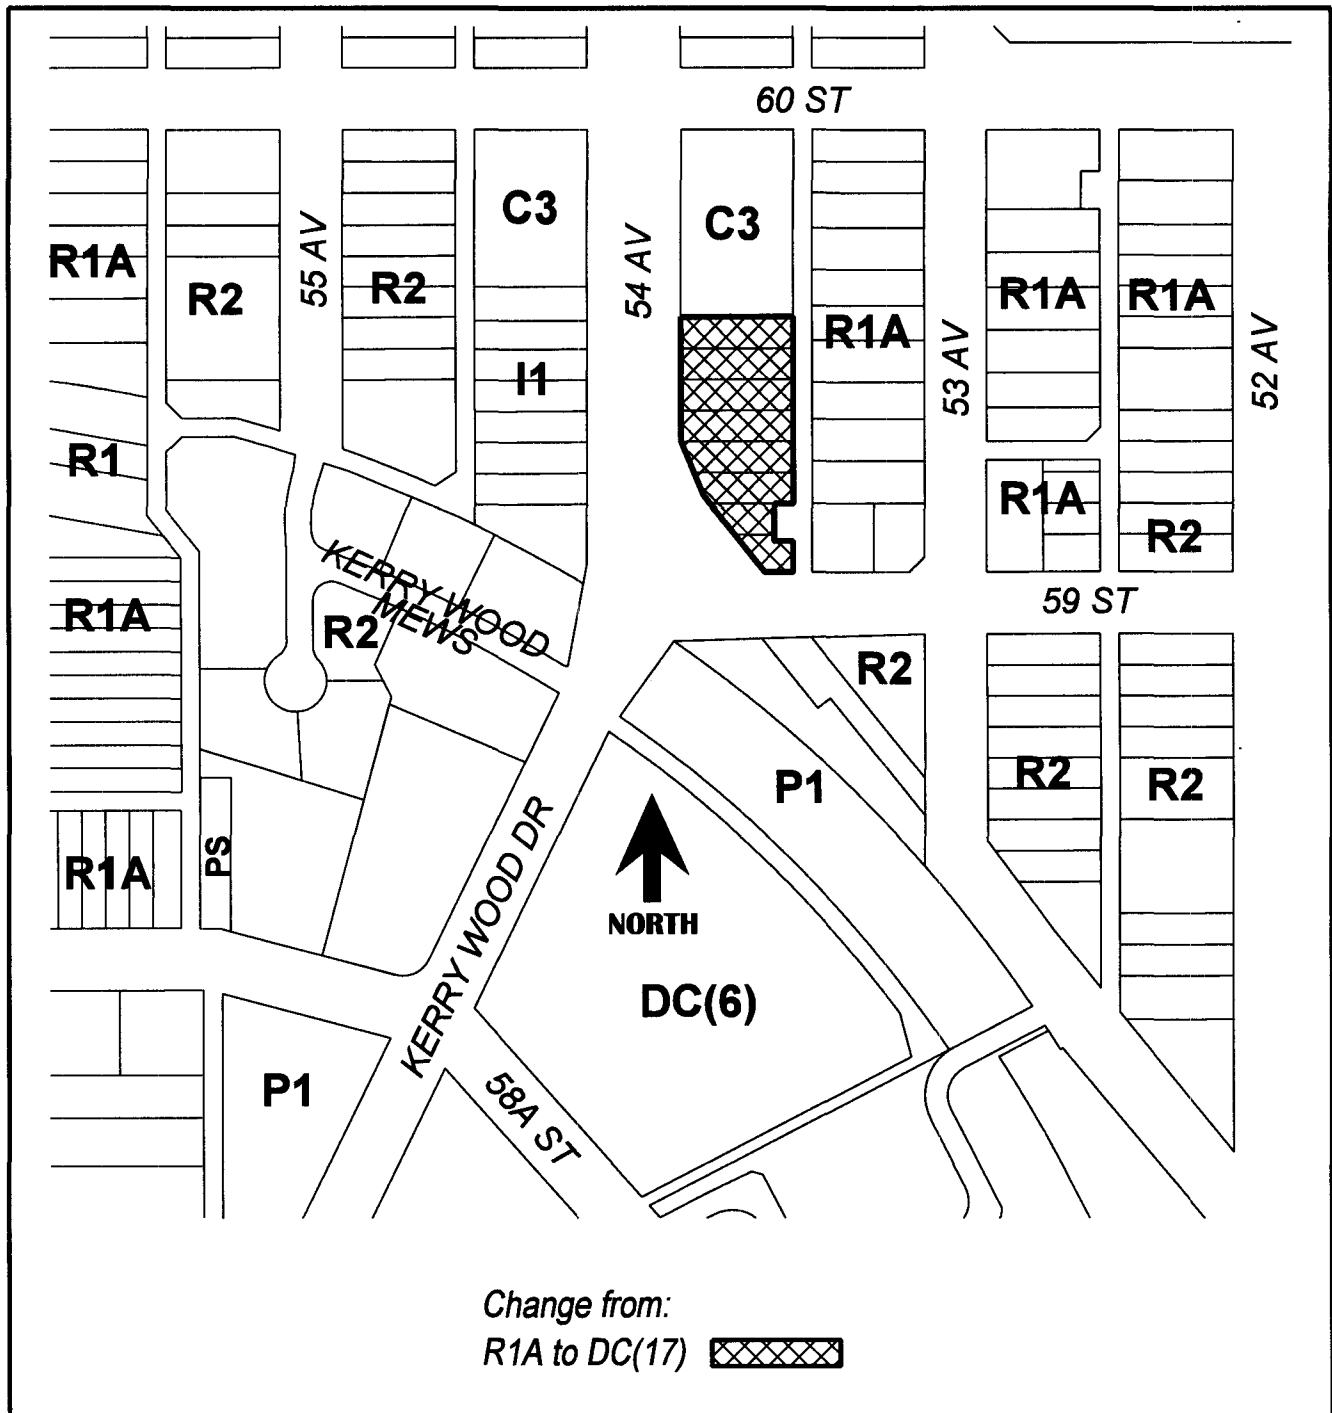 60 ST
C3
C3
R1A
R2
55 AV
R2
54 AV
R1A
53 AV
R1A
R1A
52 AV
I1
R1
R1A
R2
59 ST
KERRY WOOD
MEWS
R1A
R2
R2
P1
R2
R2
PS
R1A
KERRY WOOD DR
NORTH
DC(6)
P1
58A ST
Change from:
R1A to DC(17)